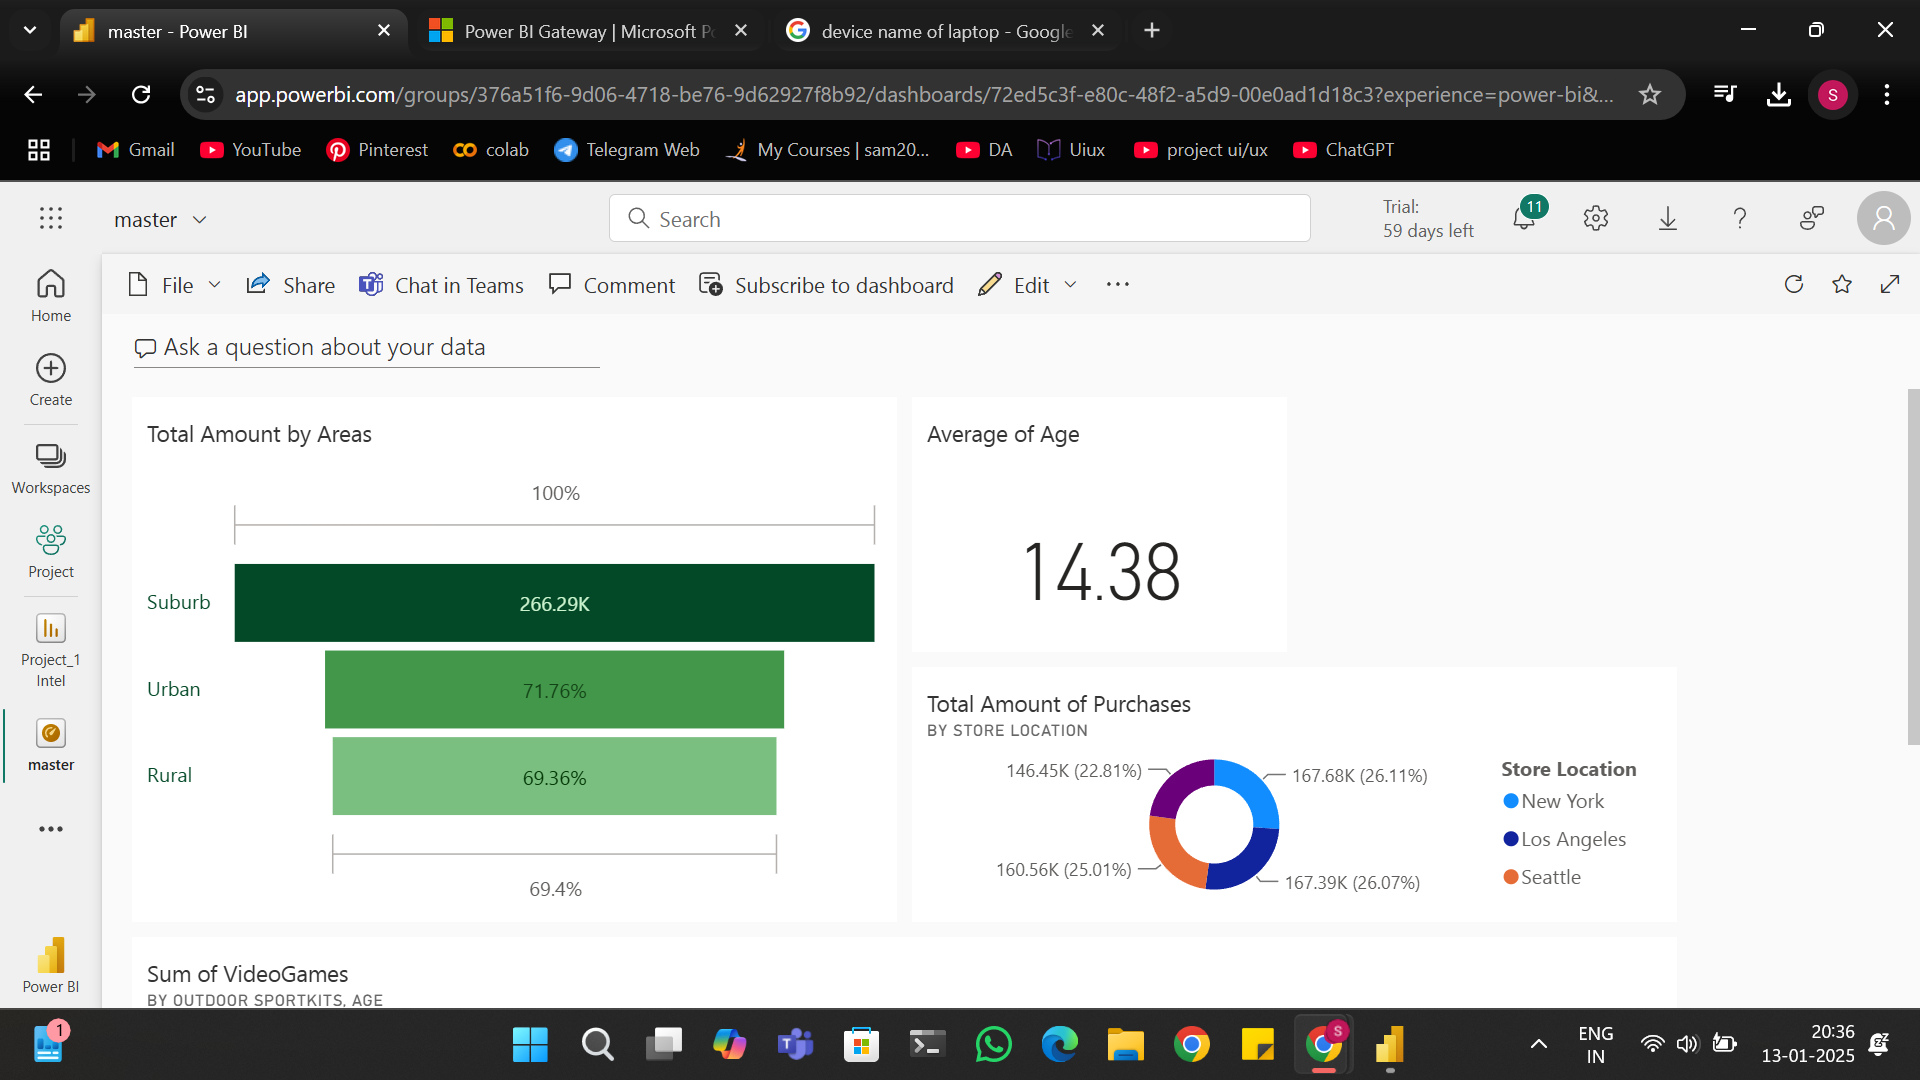 master - Power BI
Power BI Gateway | Microsoft Po
device name of laptop - Google
app.powerbi.com/groups/376a51f6-9d06-4718-be76-9d62927f8b92/dashboards/72ed5c3f-e80c-48f2-a5d9-00e0ad1d18c3?experience=power-bi&...
S
Gmail
YouTube
Pinterest
colab
Telegram Web
My Courses | sam20...
DA
Uiux
project ui/ux
ChatGPT
master
Search
Trial:
59 days left
11
File
Share
Chat in Teams
Comment
Subscribe to dashboard
Edit
Home
Create
Workspaces
Project
Project_1
Intel
master
Power BI
Ask a question about your data
Total Amount by Areas
100%
Suburb
266.29K
Urban
71.76%
Rural
69.36%
69.4%
Average of Age
14.38
Total Amount of Purchases
BY STORE LOCATION
146.45K (22.81%)
167.68K (26.11%)
160.56K (25.01%)
167.39K (26.07%)
Store Location
New York
Los Angeles
Seattle
Sum of VideoGames
BY OUTDOOR SPORTKITS, AGE
1
S
ENG
IN
20:36
13-01-2025